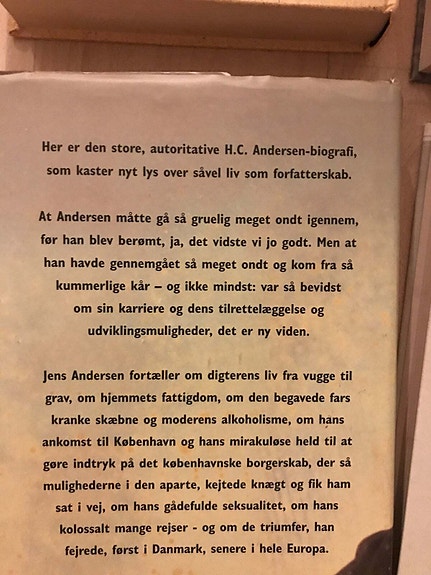 Her er den store, autoritative H.C. Andersen-biografi,
som kaster nyt lys over såvel liv som forfatterskab.
At Andersen måtte gå så gruelig meget ondt igennem,
før han blev berømt, ja, det vidste vi jo godt. Men at
han havde gennemgået så meget ondt og kom fra så
kummerlige kår – og ikke mindst: var så bevidst
om sin karriere og dens tilrettelæggelse og
udviklingsmuligheder, det er ny viden.
Jens Andersen fortæller om digterens liv fra vugge til
grav, om hjemmets fattigdom, om den begavede fars
kranke skæbne og moderens alkoholisme, om hans
ankomst til København og hans mirakuløse held til at
gøre indtryk på det københavnske borgerskab, der så
mulighederne i den aparte, kejtede knægt og fik ham
sat i vej, om hans gådefulde seksualitet, om hans
kolossalt mange rejser - og om de triumfer, han
fejrede, først i Danmark, senere i hele Europa.